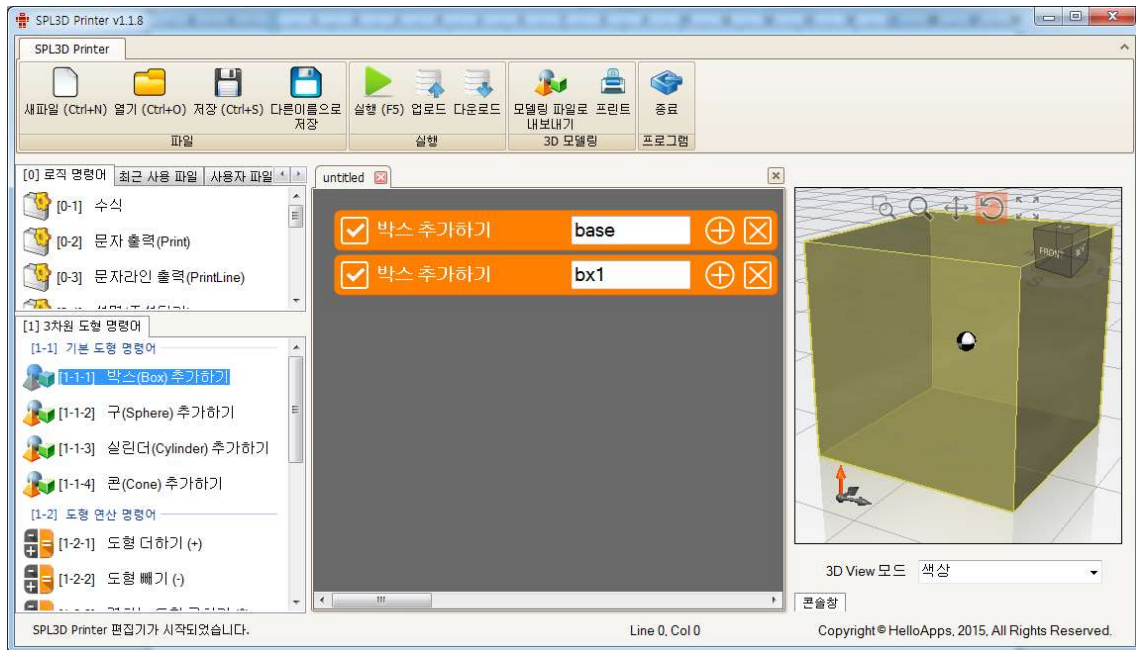 SPL3D Printer v1.1.8
SPL3D Printer
새파일 (Ctrl+N) 열기 (Ctrl+O) 저장 (Ctrl+S) 다른이름으로 저장 실행 (F5) 업로드 다운로드 모델링 파일로 내보내기 프린트 종료
파일 실행 3D 모델링 프로그램
[0] 로직 명령어 최근 사용 파일 사용자 파일
[0-1] 수식
[0-2] 문자 출력(Print)
[0-3] 문자라인 출력(PrintLine)
[1] 3차원 도형 명령어
[1-1] 기본 도형 명령어
[1-1-1] 박스(Box) 추가하기
[1-1-2] 구(Sphere) 추가하기
[1-1-3] 실린더(Cylinder) 추가하기
[1-1-4] 콘(Cone) 추가하기
[1-2] 도형 연산 명령어
[1-2-1] 도형 더하기 (+)
[1-2-2] 도형 빼기 (-)
untitled
박스 추가하기 base
박스 추가하기 bx1
FRONT
3D View 모드 색상
콘솔창
SPL3D Printer 편집기가 시작되었습니다. Line 0, Col 0 Copyright© HelloApps, 2015, All Rights Reserved.